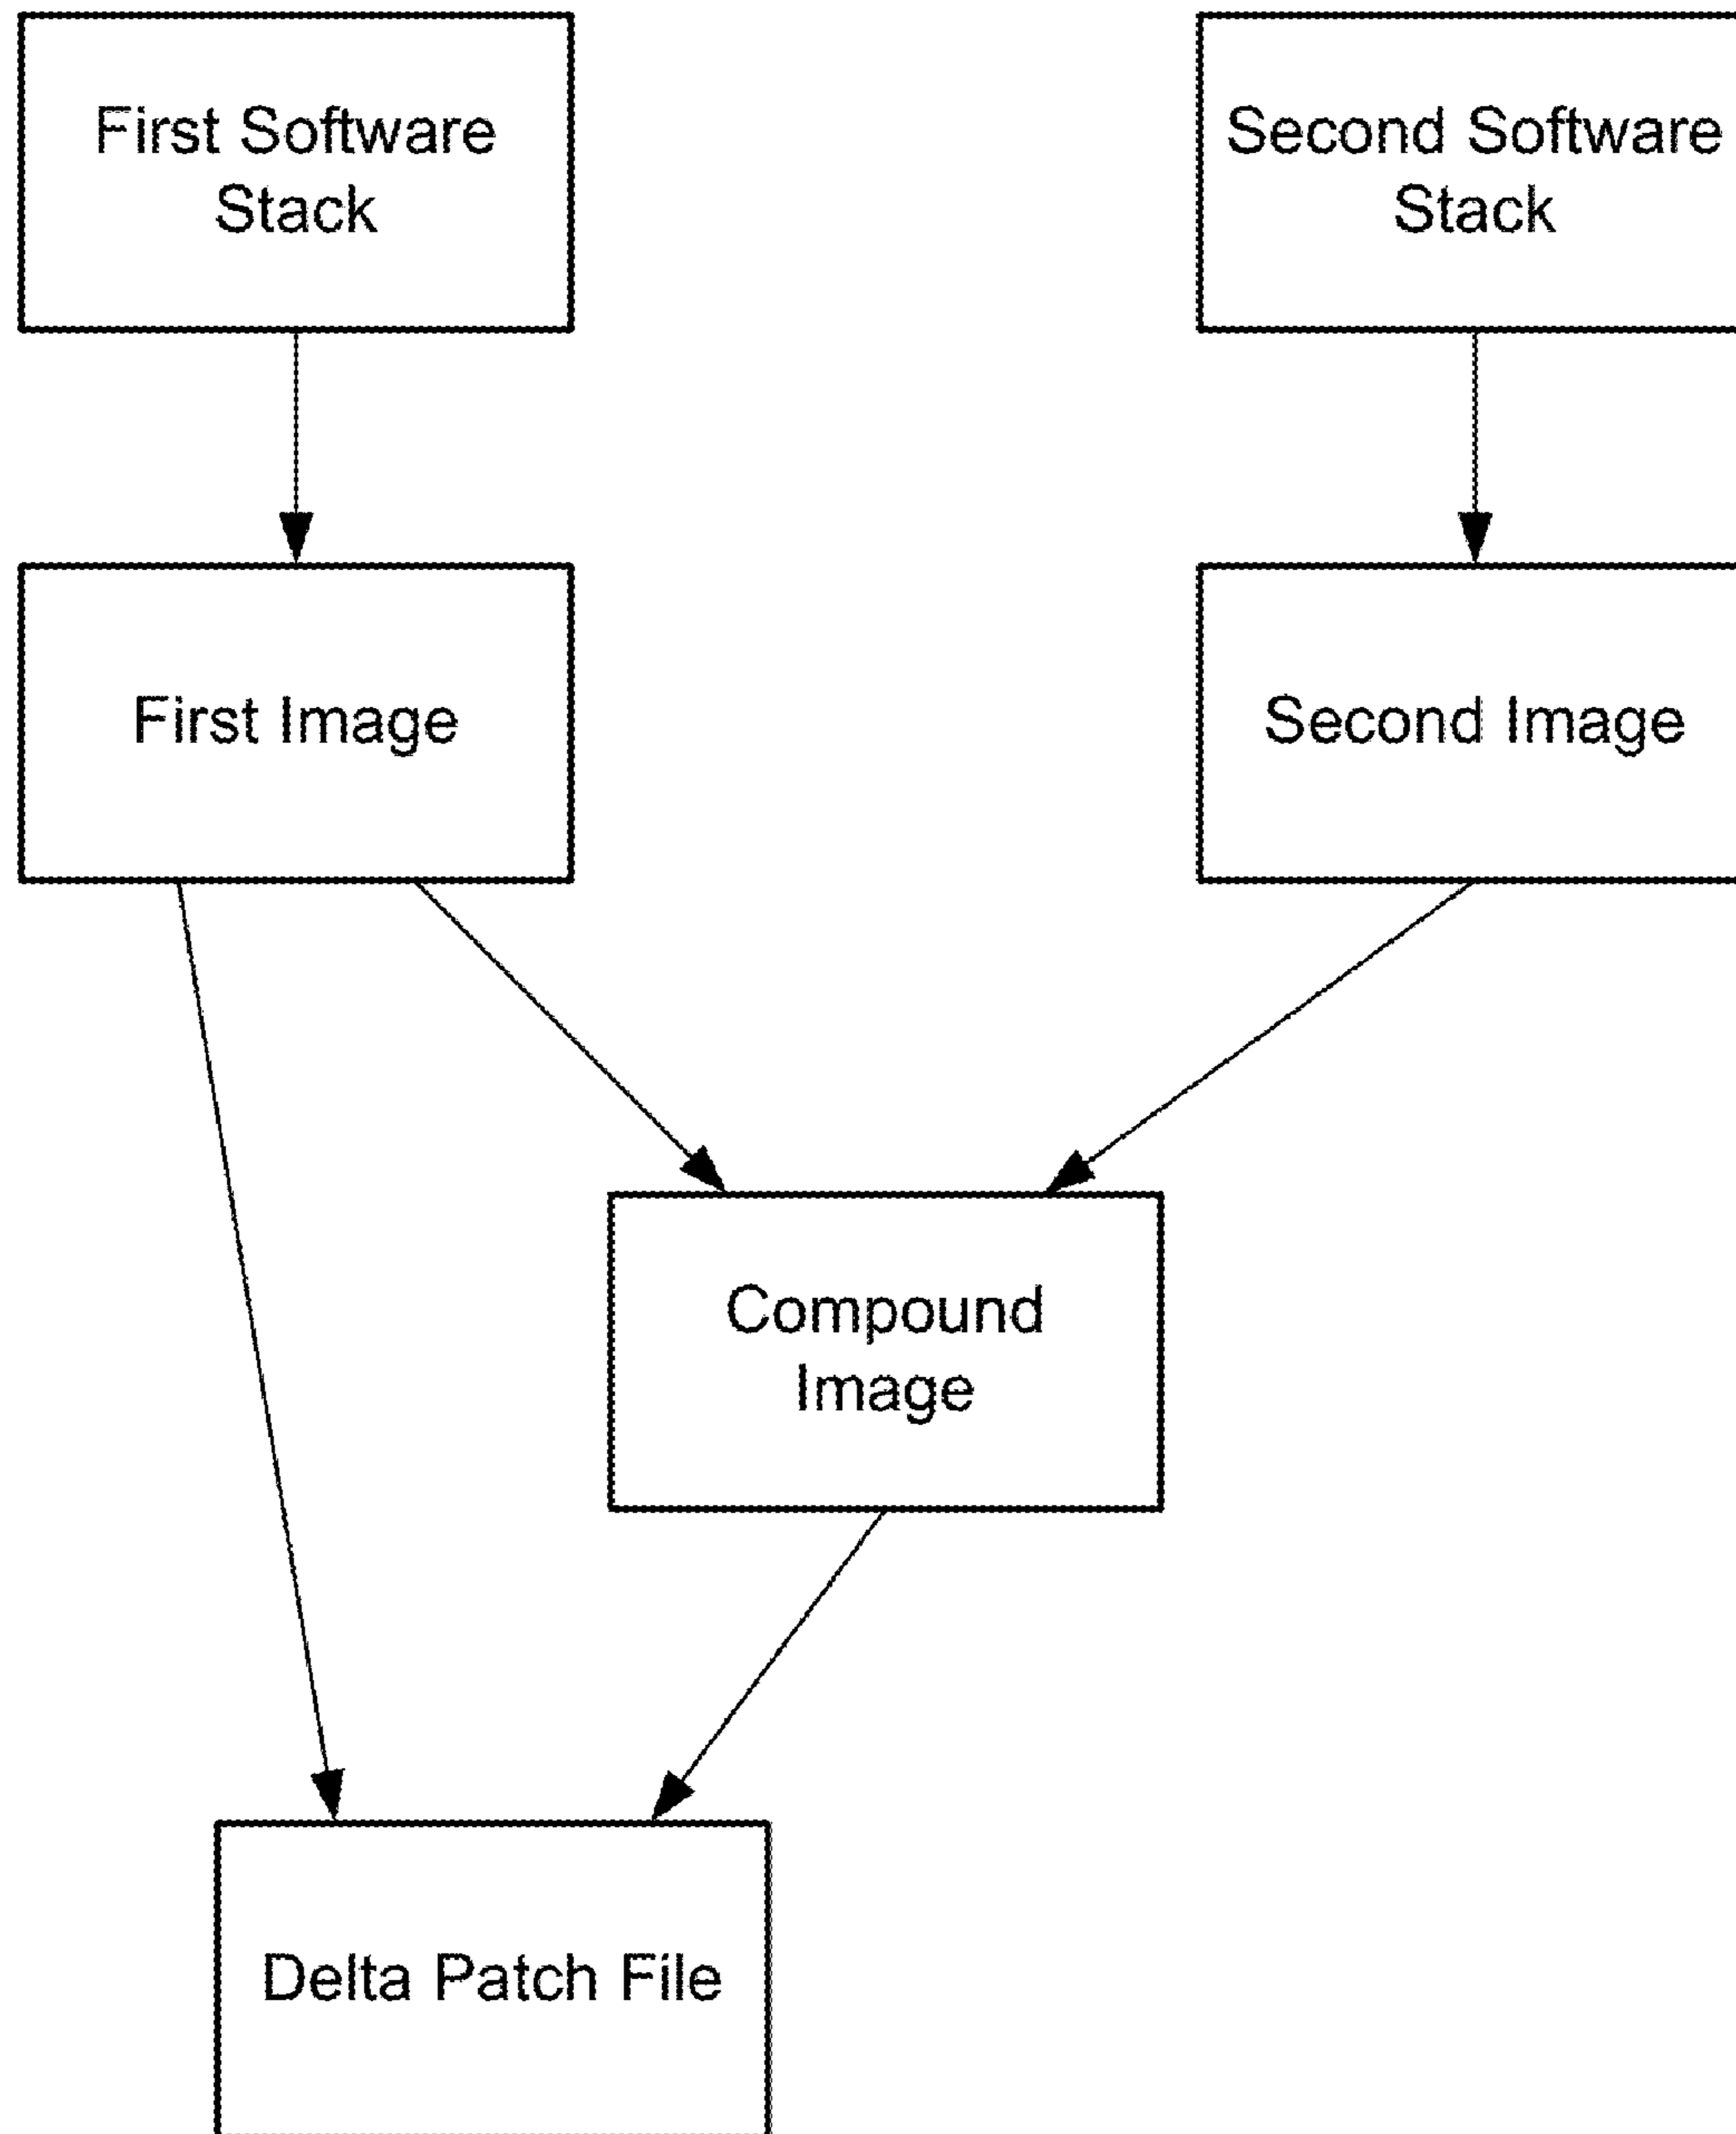 First Software
Stack
Second Software
Stack
First Image
Second Image
Compound
Image
Delta Patch File